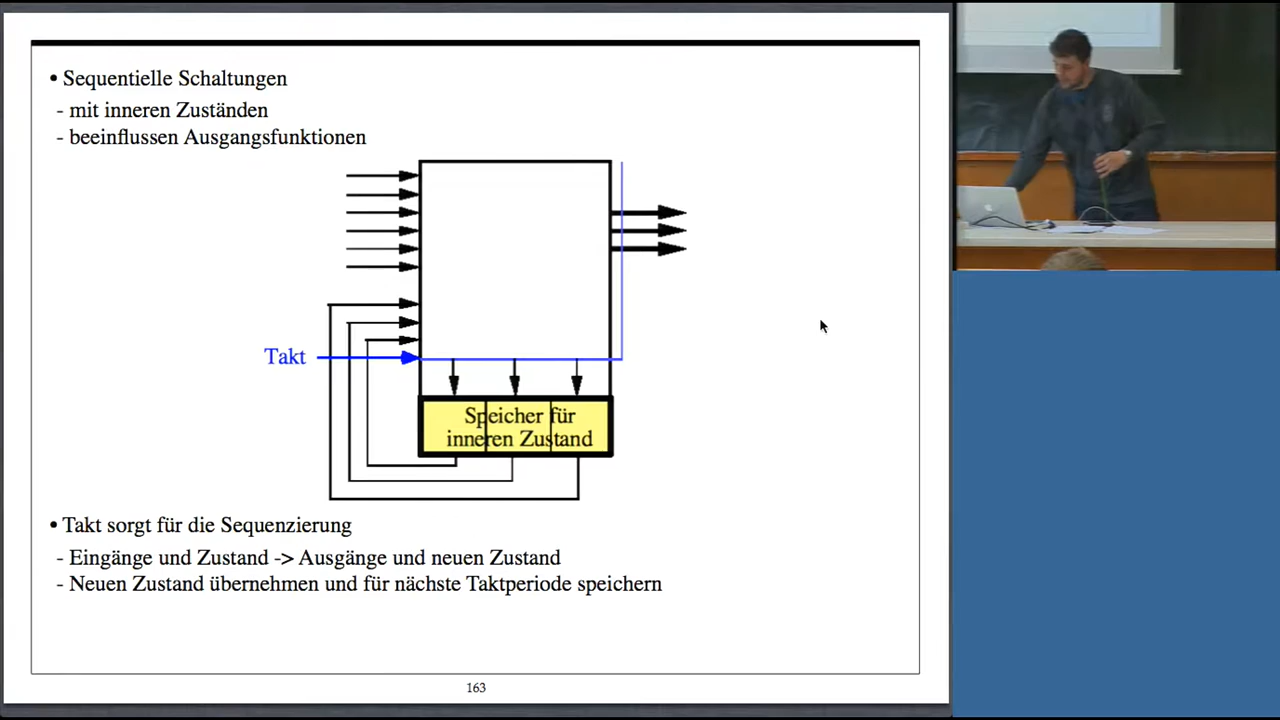 • Sequentielle Schaltungen
- mit inneren Zuständen
- beeinflussen Ausgangsfunktionen
Takt
Speicher für
inneren Zustand
• Takt sorgt für die Sequenzierung
- Eingänge und Zustand -> Ausgänge und neuen Zustand
- Neuen Zustand übernehmen und für nächste Taktperiode speichern
163